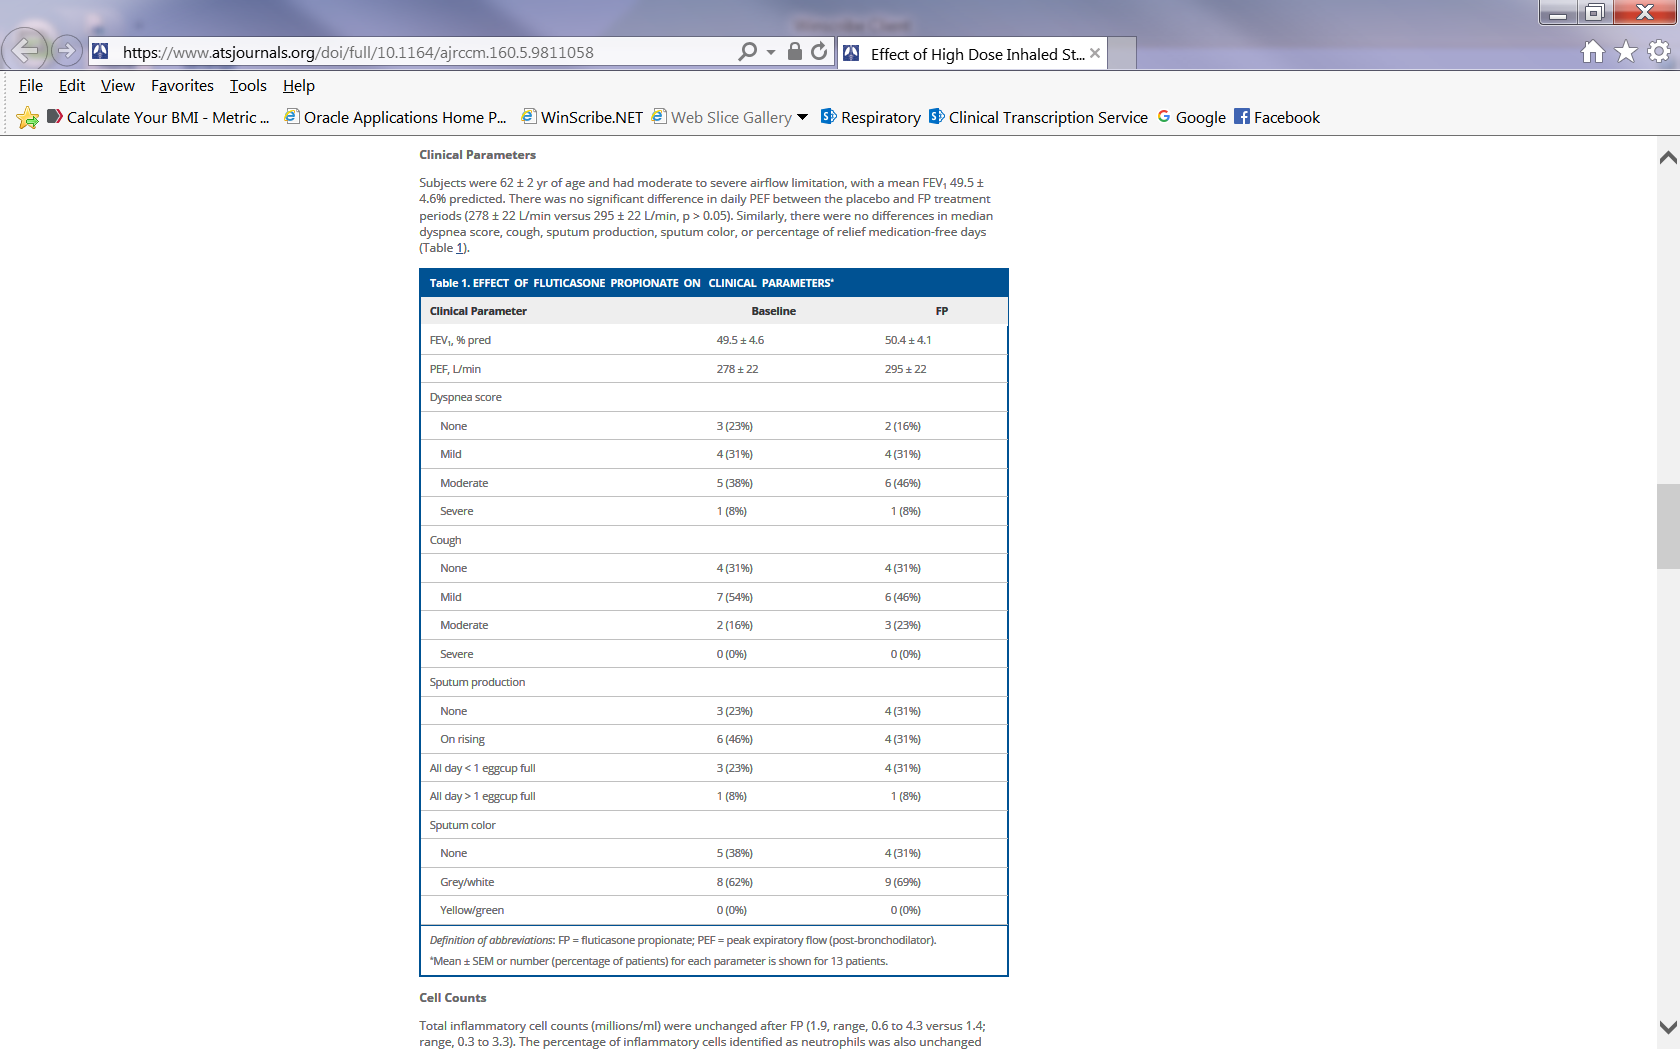 https://www.atsjournals.org/doi/full/10.1164/ajrccm.160.5.9811058
Effect of High Dose Inhaled St...
File Edit View Favorites Tools Help
Calculate Your BMI - Metric ... Oracle Applications Home P... WinScribe.NET Web Slice Gallery Respiratory Clinical Transcription Service Google Facebook
Clinical Parameters
Subjects were 62 ± 2 yr of age and had moderate to severe airflow limitation, with a mean FEV₁ 49.5 ±
4.6% predicted. There was no significant difference in daily PEF between the placebo and FP treatment
periods (278 ± 22 L/min versus 295 ± 22 L/min, p > 0.05). Similarly, there were no differences in median
dyspnea score, cough, sputum production, sputum color, or percentage of relief medication-free days
(Table 1).
Table 1. EFFECT OF FLUTICASONE PROPIONATE ON CLINICAL PARAMETERS*
Clinical Parameter Baseline FP
FEV₁, % pred 49.5 ± 4.6 50.4 ± 4.1
PEF, L/min 278 ± 22 295 ± 22
Dyspnea score
None 3 (23%) 2 (16%)
Mild 4 (31%) 4 (31%)
Moderate 5 (38%) 6 (46%)
Severe 1 (8%) 1 (8%)
Cough
None 4 (31%) 4 (31%)
Mild 7 (54%) 6 (46%)
Moderate 2 (16%) 3 (23%)
Severe 0 (0%) 0 (0%)
Sputum production
None 3 (23%) 4 (31%)
On rising 6 (46%) 4 (31%)
All day < 1 eggcup full 3 (23%) 4 (31%)
All day > 1 eggcup full 1 (8%) 1 (8%)
Sputum color
None 5 (38%) 4 (31%)
Grey/white 8 (62%) 9 (69%)
Yellow/green 0 (0%) 0 (0%)
Definition of abbreviations: FP = fluticasone propionate; PEF = peak expiratory flow (post-bronchodilator).
*Mean ± SEM or number (percentage of patients) for each parameter is shown for 13 patients.
Cell Counts
Total inflammatory cell counts (millions/ml) were unchanged after FP (1.9, range, 0.6 to 4.3 versus 1.4;
range, 0.3 to 3.3). The percentage of inflammatory cells identified as neutrophils was also unchanged